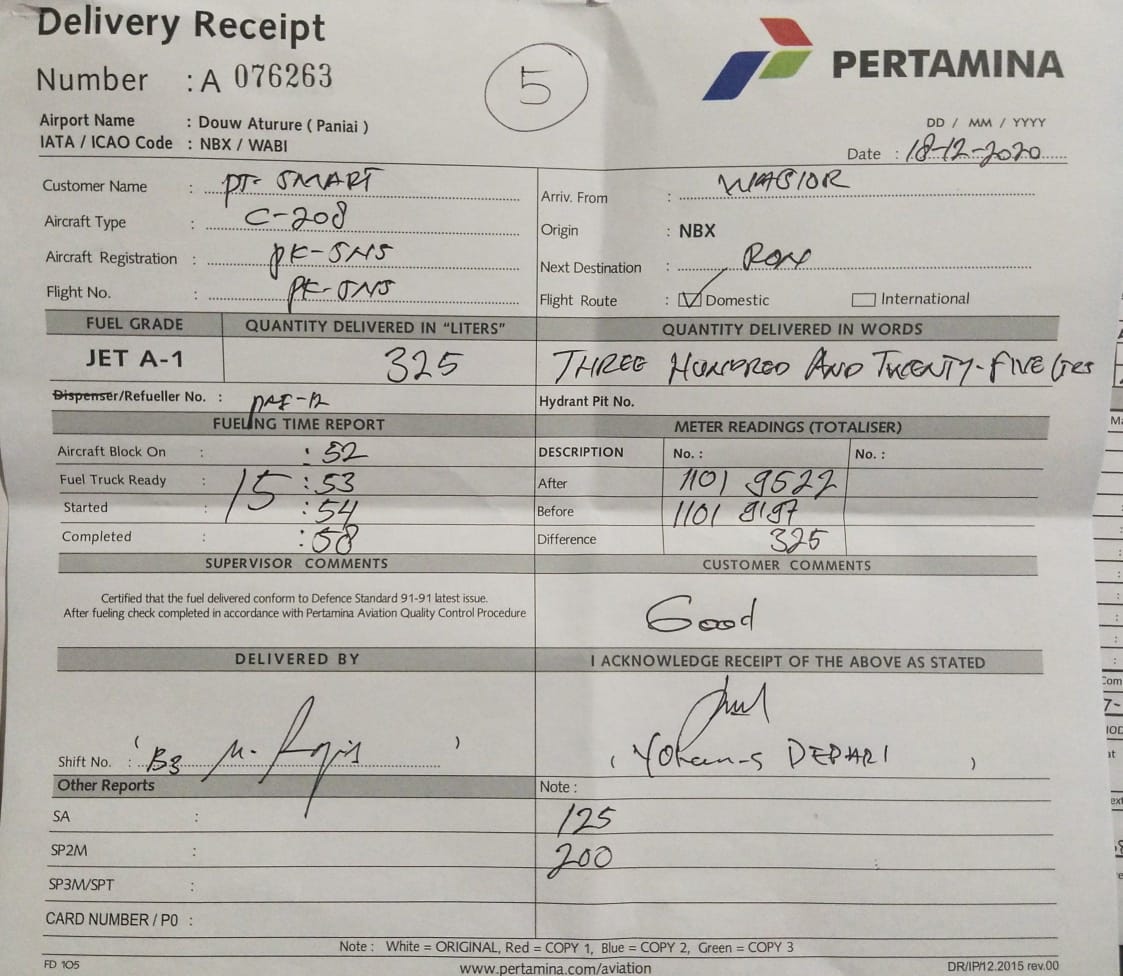 Delivery Receipt
Number : A 076263
5
PERTAMINA
Airport Name : Douw Aturure ( Paniai )
IATA / ICAO Code : NBX / WABI
DD / MM / YYYY
Date : 18-12-2020
Customer Name : PT. SMART
Aircraft Type : C-208
Aircraft Registration : PK-SNS
Flight No. : PK-SNS
Arriv. From : WASIOR
Origin : NBX
Next Destination :
Flight Route : Domestic International
FUEL GRADE QUANTITY DELIVERED IN "LITERS" QUANTITY DELIVERED IN WORDS
JET A-1 325 THREE HUNDRED AND TWENTY-FIVE LTRS
Dispenser/Refueller No. :
Hydrant Pit No.
FUELING TIME REPORT METER READINGS (TOTALISER)
Aircraft Block On : : 52
Fuel Truck Ready : 15 : 53
Started : : 54
Completed : : 58
DESCRIPTION No. : No. :
After 1101 9522
Before 1101 9197
Difference 325
SUPERVISOR COMMENTS CUSTOMER COMMENTS
Certified that the fuel delivered conform to Defence Standard 91-91 latest issue.
After fueling check completed in accordance with Pertamina Aviation Quality Control Procedure
Good
DELIVERED BY I ACKNOWLEDGE RECEIPT OF THE ABOVE AS STATED
Shift No. : ( )
( DEPARI )
Other Reports Note :
SA : 125
SP2M : 200
SP3M/SPT :
CARD NUMBER / PO :
Note : White = ORIGINAL, Red = COPY 1, Blue = COPY 2, Green = COPY 3
FD 105 www.pertamina.com/aviation DR/IP/12.2015 rev.00